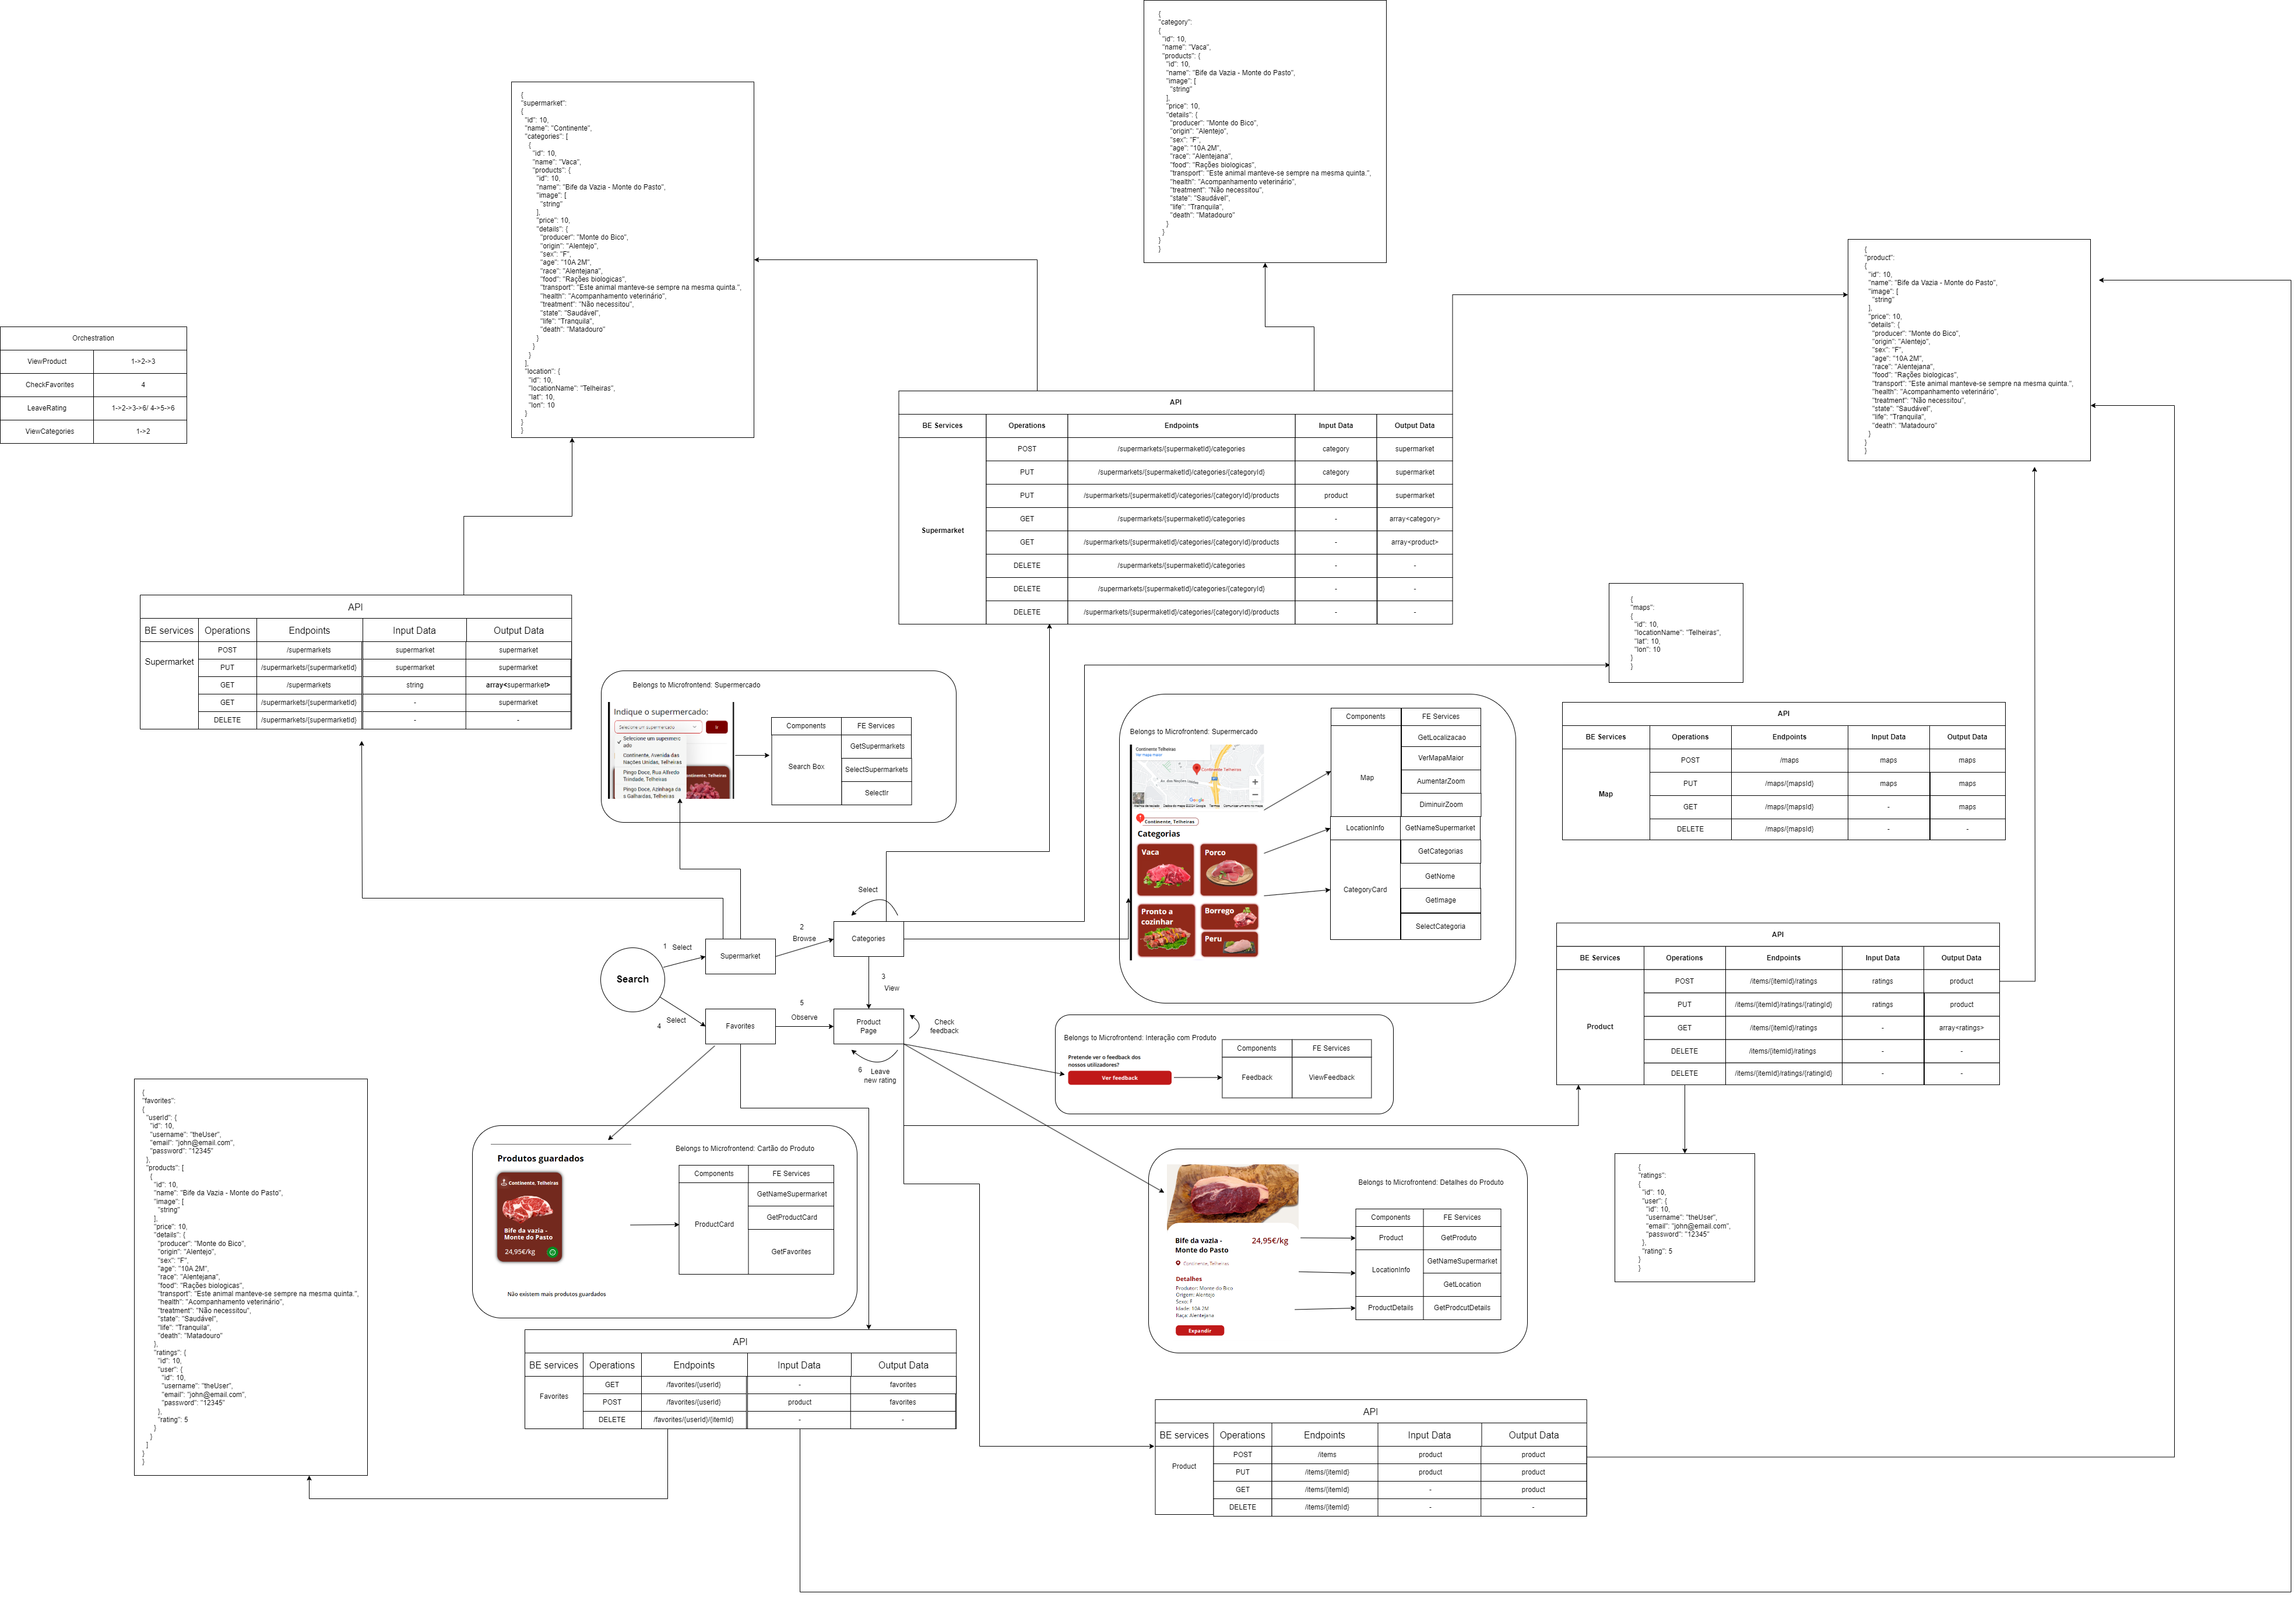 {
"category":
{
"id": 10,
"name": "Vaca",
"products": {
"id": 10,
"name": "Bife da Vazia - Monte do Pasto",
"image": [
"string"
],
"price": 10,
"details": {
"producer": "Monte do Bico",
"origin": "Alentejo",
"sex": "F",
"age": "10A 2M",
"race": "Alentejana",
"food": "Rações biologicas",
"transport": "Este animal manteve-se sempre na mesma quinta.",
"health": "Acompanhamento veterinário",
"treatment": "Não necessitou",
"state": "Saudável",
"life": "Tranquila",
"death": "Matadouro"
}
}
}
}
{
"supermarket":
{
"id": 10,
"name": "Continente",
"categories": [
{
"id": 10,
"name": "Vaca",
"products": {
"id": 10,
"name": "Bife da Vazia - Monte do Pasto",
"image": [
"string"
],
"price": 10,
"details": {
"producer": "Monte do Bico",
"origin": "Alentejo",
"sex": "F",
"age": "10A 2M",
"race": "Alentejana",
"food": "Rações biologicas",
"transport": "Este animal manteve-se sempre na mesma quinta.",
"health": "Acompanhamento veterinário",
"treatment": "Não necessitou",
"state": "Saudável",
"life": "Tranquila",
"death": "Matadouro"
}
}
}
],
"location": {
"id": 10,
"locationName": "Telheiras",
"lat": 10,
"lon": 10
}
}
}
{
"product":
{
"id": 10,
"name": "Bife da Vazia - Monte do Pasto",
"image": [
"string"
],
"price": 10,
"details": {
"producer": "Monte do Bico",
"origin": "Alentejo",
"sex": "F",
"age": "10A 2M",
"race": "Alentejana",
"food": "Rações biologicas",
"transport": "Este animal manteve-se sempre na mesma quinta.",
"health": "Acompanhamento veterinário",
"treatment": "Não necessitou",
"state": "Saudável",
"life": "Tranquila",
"death": "Matadouro"
}
}
}
Orchestration
ViewProduct 1->2->3
CheckFavorites 4
LeaveRating 1->2->3->6/ 4->5->6
ViewCategories 1->2
API
BE Services Operations Endpoints Input Data Output Data
Supermarket
POST /supermarkets/{supermaketId}/categories category supermarket
PUT /supermarkets/{supermaketId}/categories/{categoryId} category supermarket
PUT /supermarkets/{supermaketId}/categories/{categoryId}/products product supermarket
GET /supermarkets/{supermaketId}/categories - array<category>
GET /supermarkets/{supermaketId}/categories/{categoryId}/products - array<product>
DELETE /supermarkets/{supermaketId}/categories - -
DELETE /supermarkets/{supermaketId}/categories/{categoryId} - -
DELETE /supermarkets/{supermaketId}/categories/{categoryId}/products - -
API
BE services Operations Endpoints Input Data Output Data
Supermarket
POST /supermarkets supermarket supermarket
PUT /supermarkets/{supermarketId} supermarket supermarket
GET /supermarkets string array<supermarket>
GET /supermarkets/{supermarketId} - supermarket
DELETE /supermarkets/{supermarketId} - -
{
"maps":
{
"id": 10,
"locationName": "Telheiras",
"lat": 10,
"lon": 10
}
}
Belongs to Microfrontend: Supermercado
Indique o supermercado:
Selecione um supermercado
Selecione um supermerc
ado
Continente, Avenida das
Nações Unidas, Telheiras
Pingo Doce, Rua Alfredo
Trindade, Telheiras
Pingo Doce, Azinhaga da
s Galhardas, Telheiras
ontinente, Telheiras
Components FE Services
Search Box
GetSupermarkets
SelectSupermarkets
SelectIr
Belongs to Microfrontend: Supermercado
Continente Telheiras
Ver mapa maior
Continente Telheiras
Google
Continente, Telheiras
Categorias
Vaca
Porco
Pronto a
cozinhar
Borrego
Peru
Components FE Services
Map
GetLocalizacao
VerMapaMaior
AumentarZoom
DiminuirZoom
LocationInfo GetNameSupermarket
CategoryCard
GetCategorias
GetNome
GetImage
SelectCategoria
API
BE Services Operations Endpoints Input Data Output Data
Map
POST /maps maps maps
PUT /maps/{mapsId} maps maps
GET /maps/{mapsId} - maps
DELETE /maps/{mapsId} - -
Select
2
Browse
Categories
1 Select
Supermarket
Search
3
View
4 Select
Favorites
5
Observe
Product
Page
Check
feedback
6 Leave
new rating
API
BE Services Operations Endpoints Input Data Output Data
Product
POST /items/{itemId}/ratings ratings product
PUT /items/{itemId}/ratings/{ratingId} ratings product
GET /items/{itemId}/ratings - array<ratings>
DELETE /items/{itemId}/ratings - -
DELETE /items/{itemId}/ratings/{ratingId} - -
Belongs to Microfrontend: Interação com Produto
Pretende ver o feedback dos
nossos utilizadores?
Ver feedback
Components FE Services
Feedback ViewFeedback
{
"favorites":
{
"userId": {
"id": 10,
"username": "theUser",
"email": "john@email.com",
"password": "12345"
},
"products": [
{
"id": 10,
"name": "Bife da Vazia - Monte do Pasto",
"image": [
"string"
],
"price": 10,
"details": {
"producer": "Monte do Bico",
"origin": "Alentejo",
"sex": "F",
"age": "10A 2M",
"race": "Alentejana",
"food": "Rações biologicas",
"transport": "Este animal manteve-se sempre na mesma quinta.",
"health": "Acompanhamento veterinário",
"treatment": "Não necessitou",
"state": "Saudável",
"life": "Tranquila",
"death": "Matadouro"
},
"ratings": {
"id": 10,
"user": {
"id": 10,
"username": "theUser",
"email": "john@email.com",
"password": "12345"
},
"rating": 5
}
}
]
}
}
Belongs to Microfrontend: Cartão do Produto
Produtos guardados
Continente, Telheiras
Bife da vazia -
Monte do Pasto
24,95€/kg
Não existem mais produtos guardados
Components FE Services
ProductCard
GetNameSupermarket
GetProductCard
GetFavorites
Belongs to Microfrontend: Detalhes do Produto
Bife da vazia -
Monte do Pasto
24,95€/kg
Continente, Telheiras
Detalhes
Produtor: Monte do Bico
Origem: Alentejo
Sexo: F
Idade: 10A 2M
Raça: Alentejana
Expandir
Components FE Services
Product GetProduto
LocationInfo
GetNameSupermarket
GetLocation
ProductDetails GetProdcutDetails
{
"ratings":
{
"id": 10,
"user": {
"id": 10,
"username": "theUser",
"email": "john@email.com",
"password": "12345"
},
"rating": 5
}
}
API
BE services Operations Endpoints Input Data Output Data
Favorites
GET /favorites/{userId} - favorites
POST /favorites/{userId} product favorites
DELETE /favorites/{userId}/{itemId} - -
API
BE services Operations Endpoints Input Data Output Data
Product
POST /items product product
PUT /items/{itemId} product product
GET /items/{itemId} - product
DELETE /items/{itemId} - -